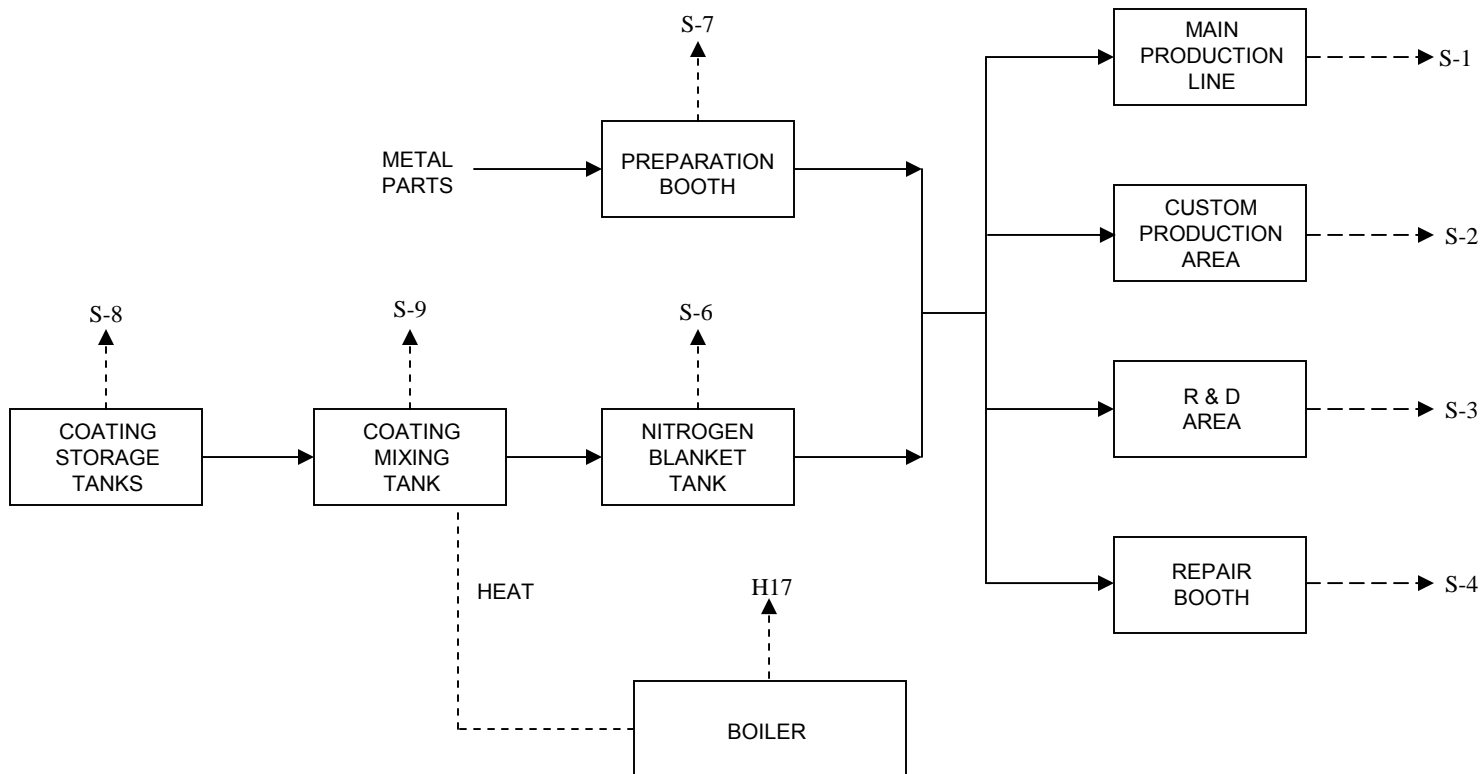 S-7
MAIN
PRODUCTION
LINE
S-1
METAL
PARTS
PREPARATION
BOOTH
CUSTOM
PRODUCTION
AREA
S-2
S-8
S-9
S-6
COATING
STORAGE
TANKS
COATING
MIXING
TANK
NITROGEN
BLANKET
TANK
R & D
AREA
S-3
HEAT
H17
REPAIR
BOOTH
S-4
BOILER